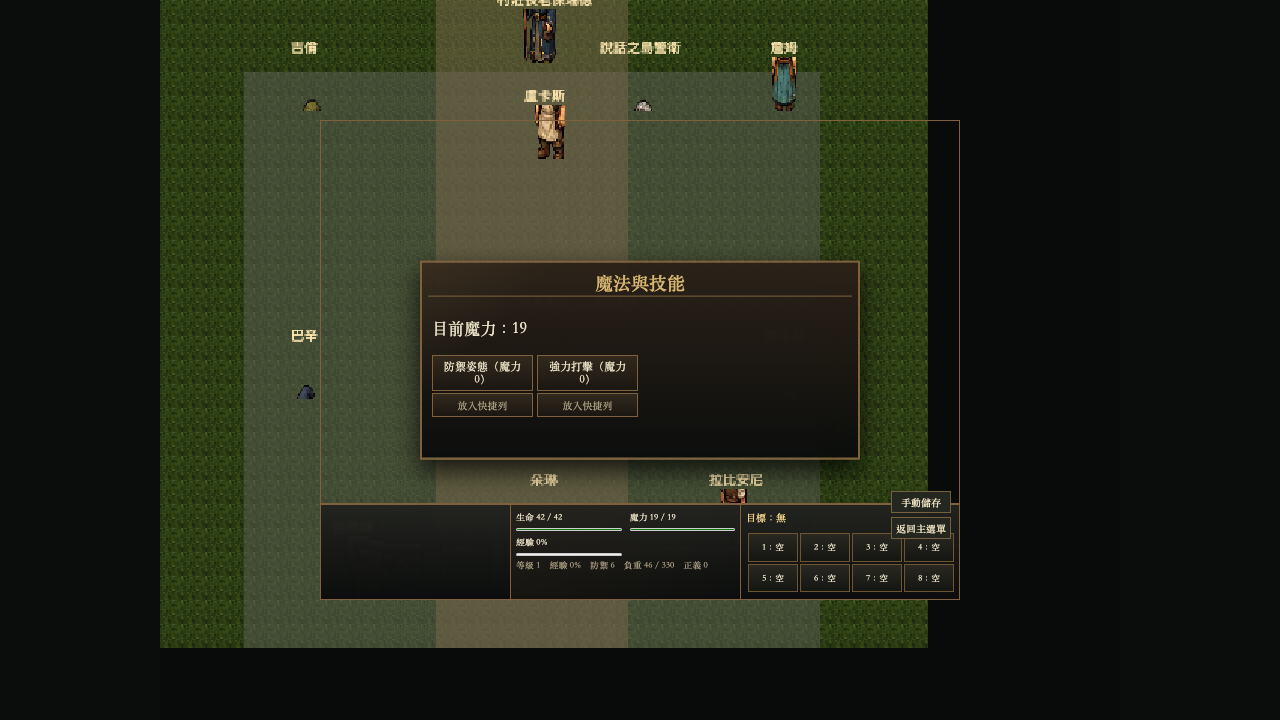 吉倫
說話之島警衛
詹姆
盧卡斯
魔法與技能
目前魔力：19
防禦姿態（魔力
0）
強力打擊（魔力
0）
放入快捷列
放入快捷列
巴辛
朵琳
拉比安尼
手動儲存
返回主選單
生命 42 / 42
魔力 19 / 19
經驗 0%
等級 1 經驗 0% 防禦 6 負重 46 / 330 正義 0
目標：無
1：空
2：空
3：空
4：空
5：空
6：空
7：空
8：空